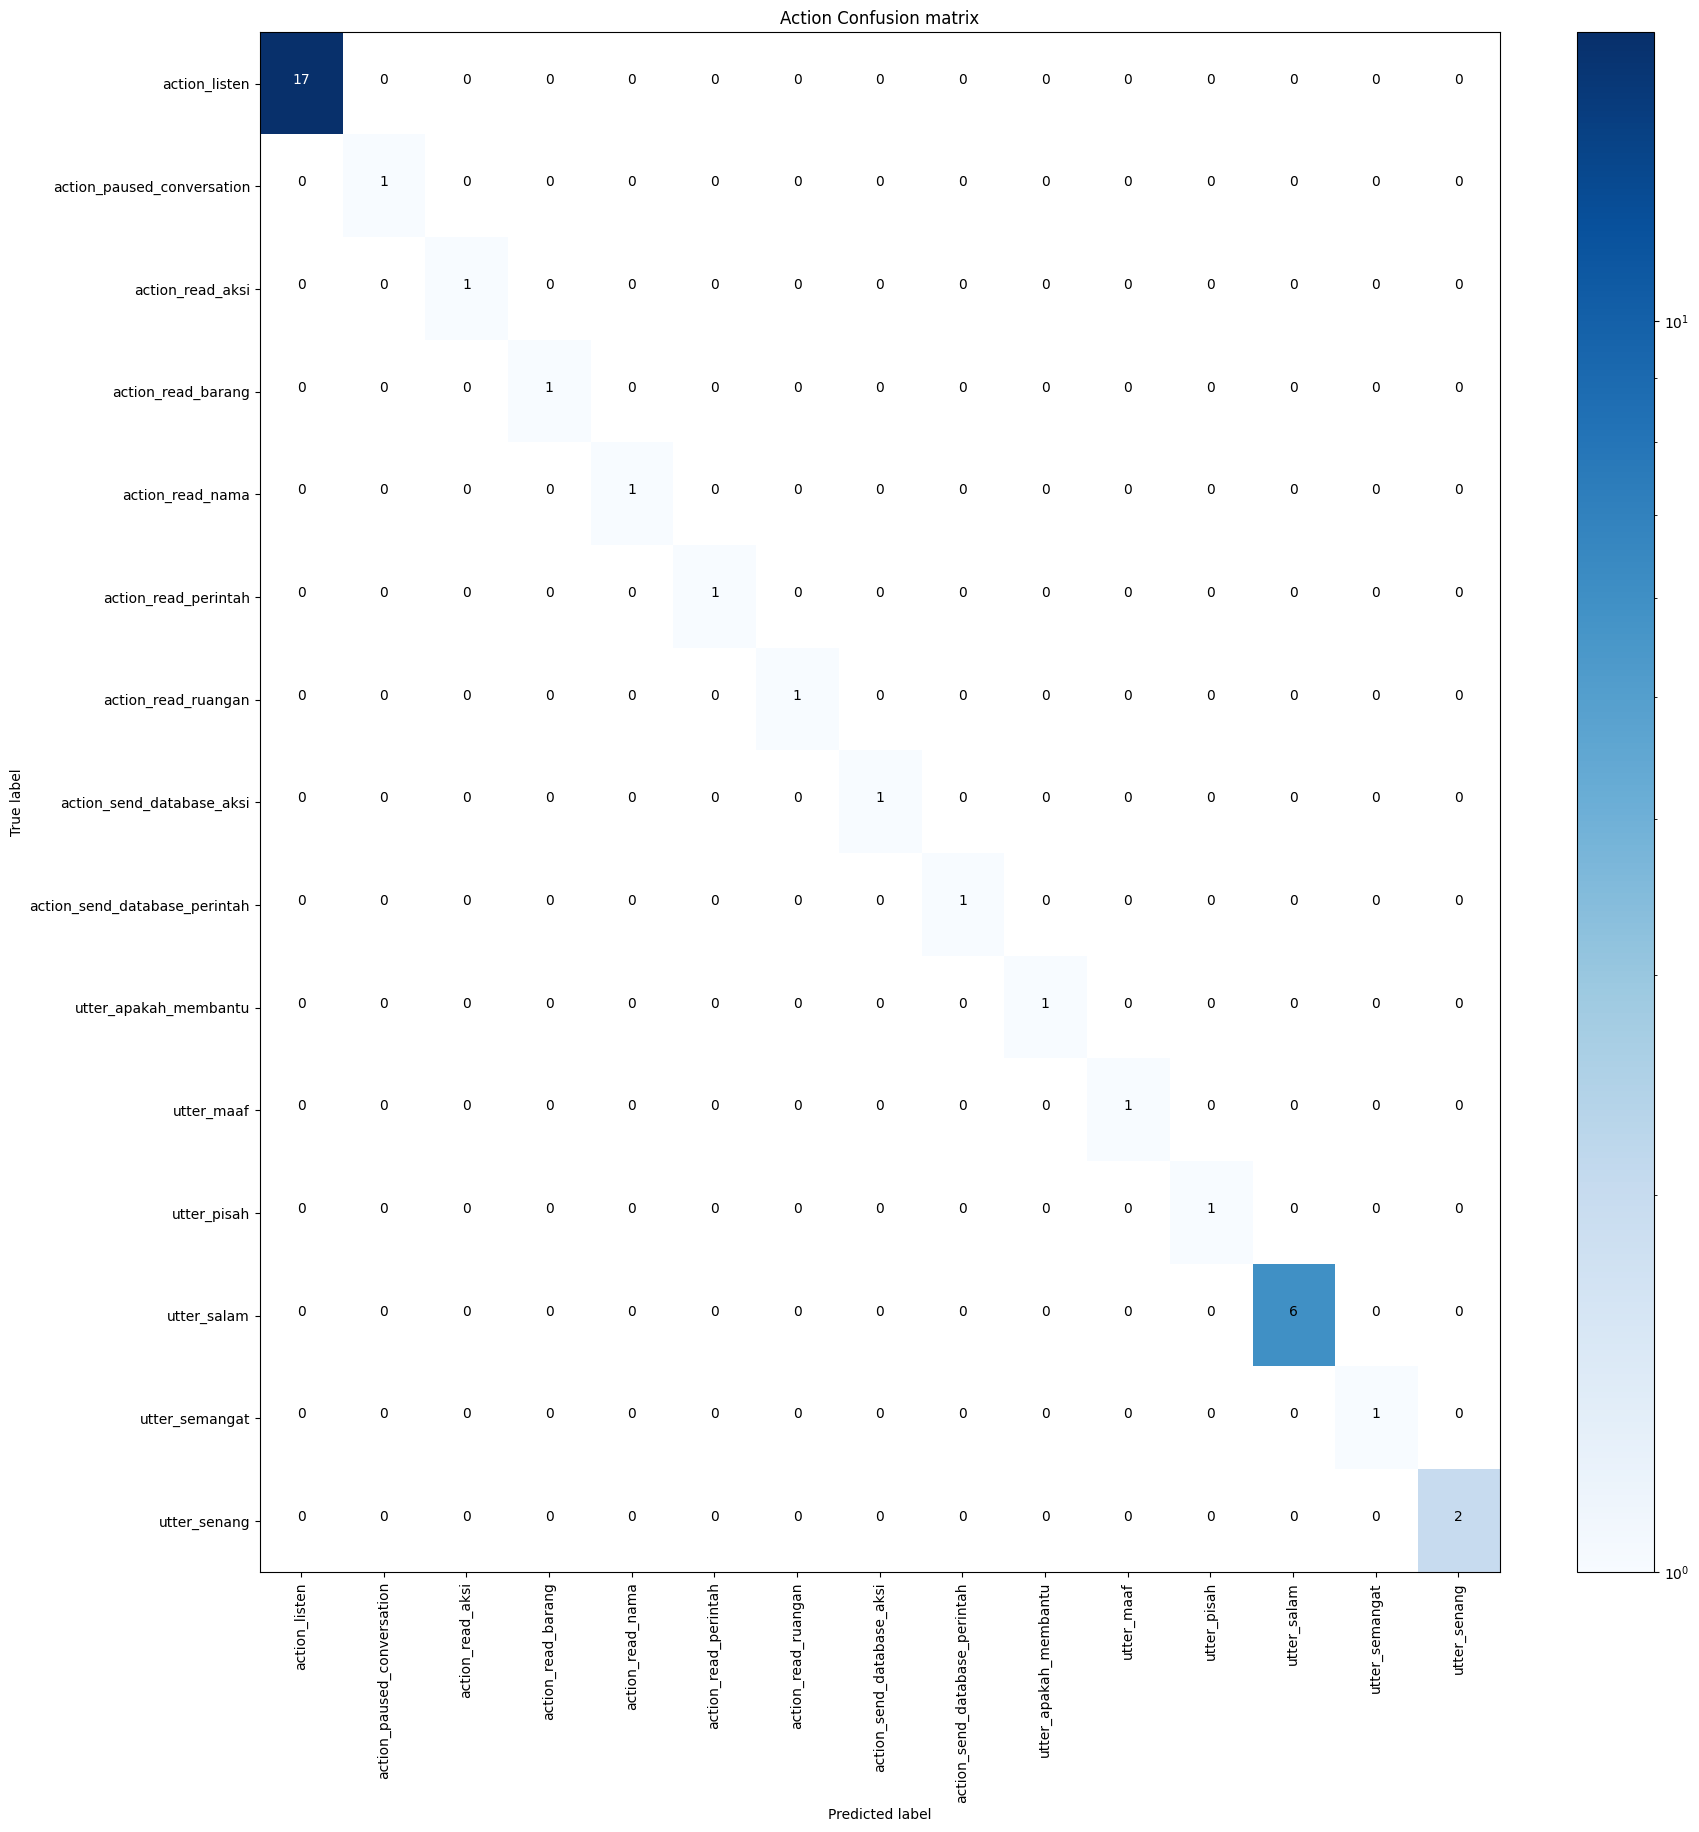 Action Confusion matrix
action_listen 17 0 0 0 0 0 0 0 0 0 0 0 0 0 0
action_paused_conversation 0 1 0 0 0 0 0 0 0 0 0 0 0 0 0
action_read_aksi 0 0 1 0 0 0 0 0 0 0 0 0 0 0 0
10¹
action_read_barang 0 0 0 1 0 0 0 0 0 0 0 0 0 0 0
action_read_nama 0 0 0 0 1 0 0 0 0 0 0 0 0 0 0
action_read_perintah 0 0 0 0 0 1 0 0 0 0 0 0 0 0 0
action_read_ruangan 0 0 0 0 0 0 1 0 0 0 0 0 0 0 0
True label
action_send_database_aksi 0 0 0 0 0 0 0 1 0 0 0 0 0 0 0
action_send_database_perintah 0 0 0 0 0 0 0 0 1 0 0 0 0 0 0
utter_apakah_membantu 0 0 0 0 0 0 0 0 0 1 0 0 0 0 0
utter_maaf 0 0 0 0 0 0 0 0 0 0 1 0 0 0 0
utter_pisah 0 0 0 0 0 0 0 0 0 0 0 1 0 0 0
utter_salam 0 0 0 0 0 0 0 0 0 0 0 0 6 0 0
utter_semangat 0 0 0 0 0 0 0 0 0 0 0 0 0 1 0
utter_senang 0 0 0 0 0 0 0 0 0 0 0 0 0 0 2
10⁰
action_listen
action_paused_conversation
action_read_aksi
action_read_barang
action_read_nama
action_read_perintah
action_read_ruangan
action_send_database_aksi
action_send_database_perintah
utter_apakah_membantu
utter_maaf
utter_pisah
utter_salam
utter_semangat
utter_senang
Predicted label